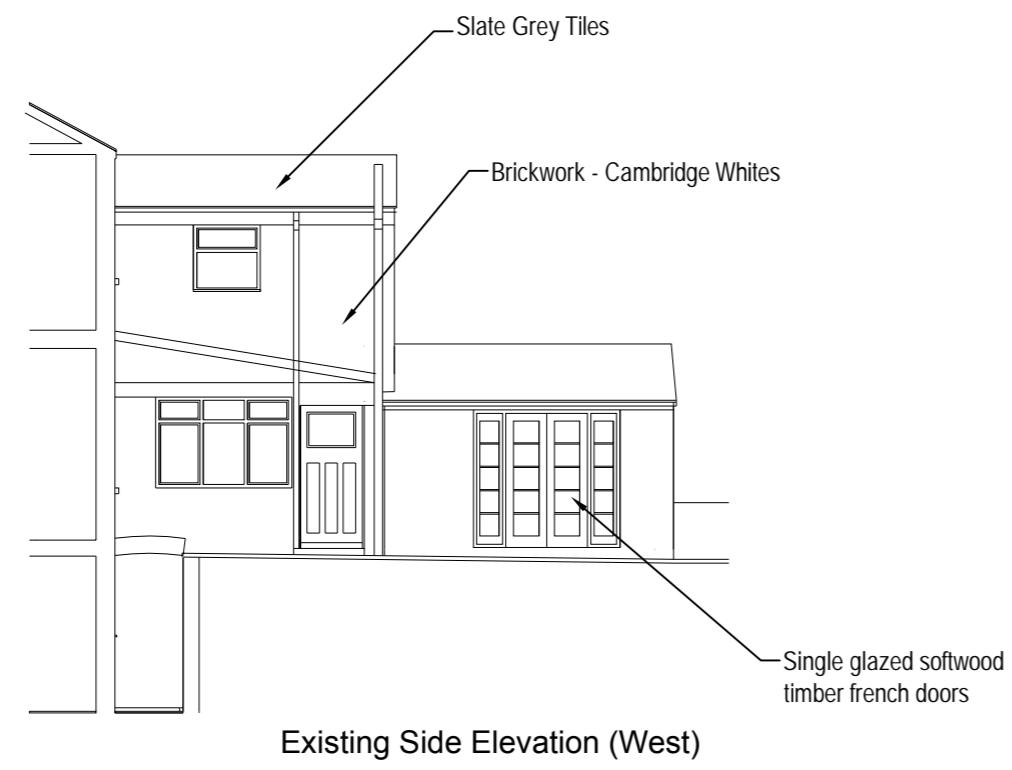 Slate Grey Tiles
Brickwork - Cambridge Whites
Single glazed softwood
timber french doors
Existing Side Elevation (West)